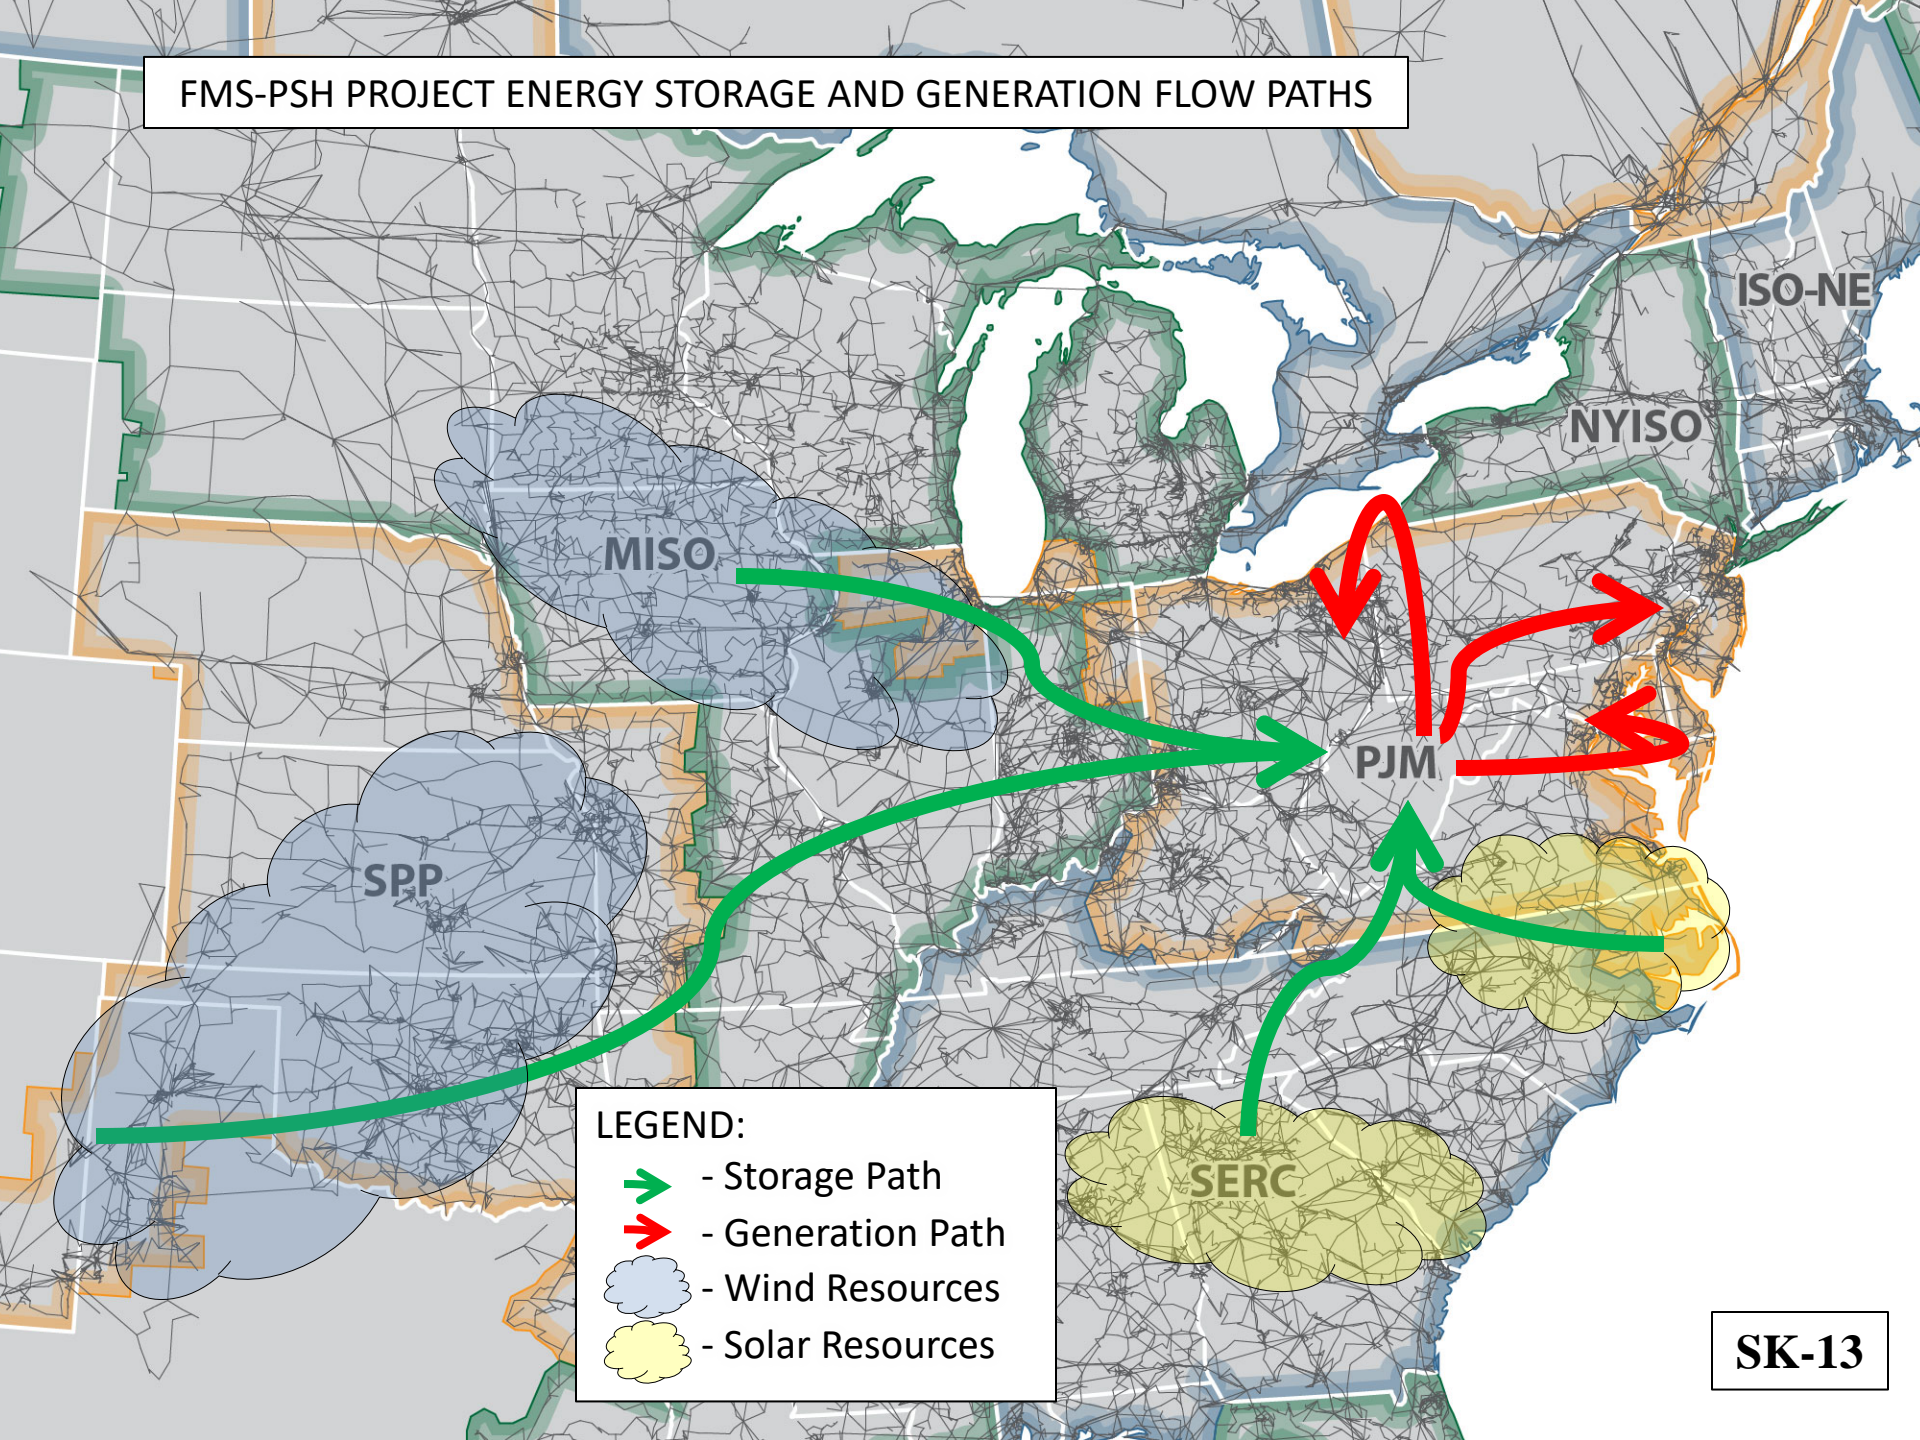 FMS-PSH PROJECT ENERGY STORAGE AND GENERATION FLOW PATHS
ISO-NE
NYISO
MISO
PJM
SPP
SERC
LEGEND:
- Storage Path
- Generation Path
- Wind Resources
- Solar Resources
SK-13